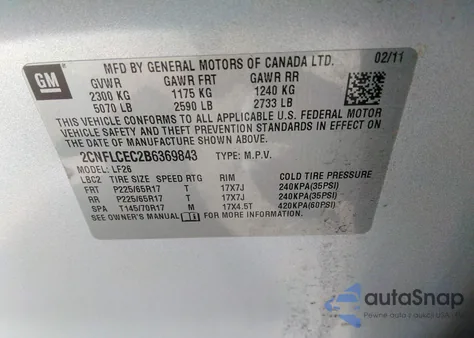 GM
MFD BY GENERAL MOTORS OF CANADA LTD. 02/11
GVWR GAWR FRT GAWR RR
2300 KG 1175 KG 1240 KG
5070 LB 2590 LB 2733 LB
THIS VEHICLE CONFORMS TO ALL APPLICABLE U.S. FEDERAL MOTOR
VEHICLE SAFETY, BUMPER, AND THEFT PREVENTION STANDARDS IN EFFECT ON
THE DATE OF MANUFACTURE SHOWN ABOVE.
2CNFLCEC2B6369843 TYPE: M.P.V.
MODEL: LF26
LBC2 TIRE SIZE SPEED RTG RIM COLD TIRE PRESSURE
FRT P225/65R17 T 17X7J 240KPA(35PSI)
RR P225/65R17 T 17X7J 240KPA(35PSI)
SPA T145/70R17 M 17X4.5T 420KPA(60PSI)
SEE OWNER'S MANUAL FOR ADDITIONAL INFORMATION.
autoSnap